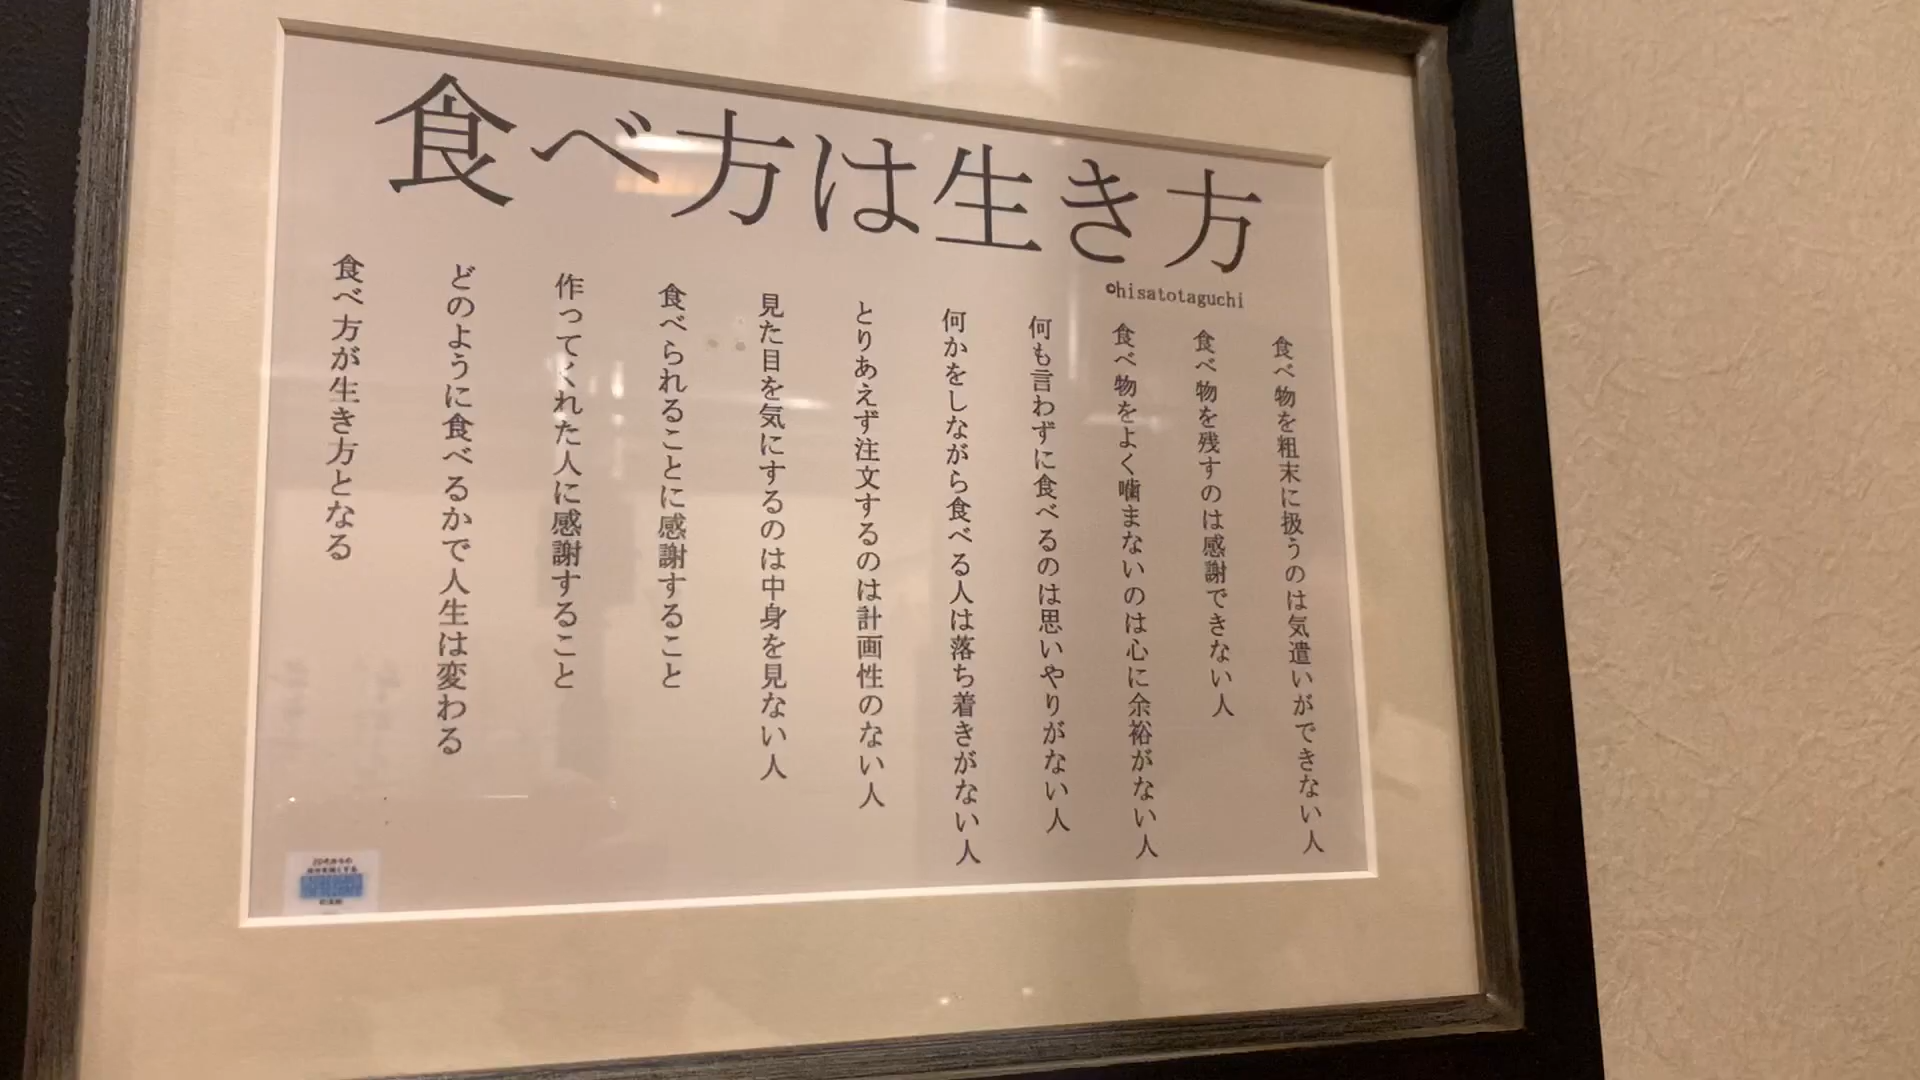 食べ方は生き方
©hisatotaguchi
食べ物を粗末に扱うのは気遣いができない人
食べ物を残すのは感謝できない人
食べ物をよく噛まないのは心に余裕がない人
何も言わずに食べるのは思いやりがない人
何かをしながら食べる人は落ち着きがない人
とりあえず注文するのは計画性のない人
見た目を気にするのは中身を見ない人
食べられることに感謝すること
作ってくれた人に感謝すること
どのように食べるかで人生は変わる
食べ方が生き方となる